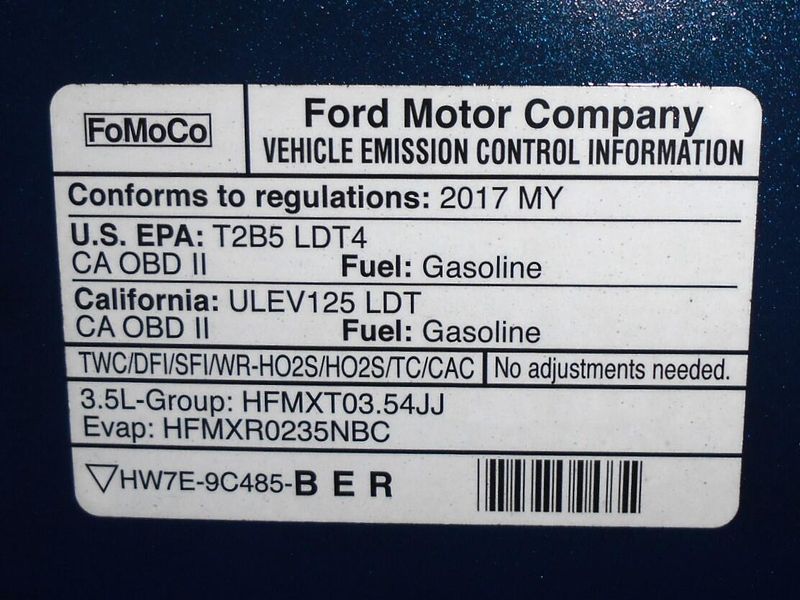 FoMoCo
Ford Motor Company
VEHICLE EMISSION CONTROL INFORMATION
Conforms to regulations: 2017 MY
U.S. EPA: T2B5 LDT4
CA OBD II Fuel: Gasoline
California: ULEV125 LDT
CA OBD II Fuel: Gasoline
TWC/DFI/SFI/WR-HO2S/HO2S/TC/CAC No adjustments needed.
3.5L-Group: HFMXT03.54JJ
Evap: HFMXR0235NBC
▽HW7E-9C485-B E R